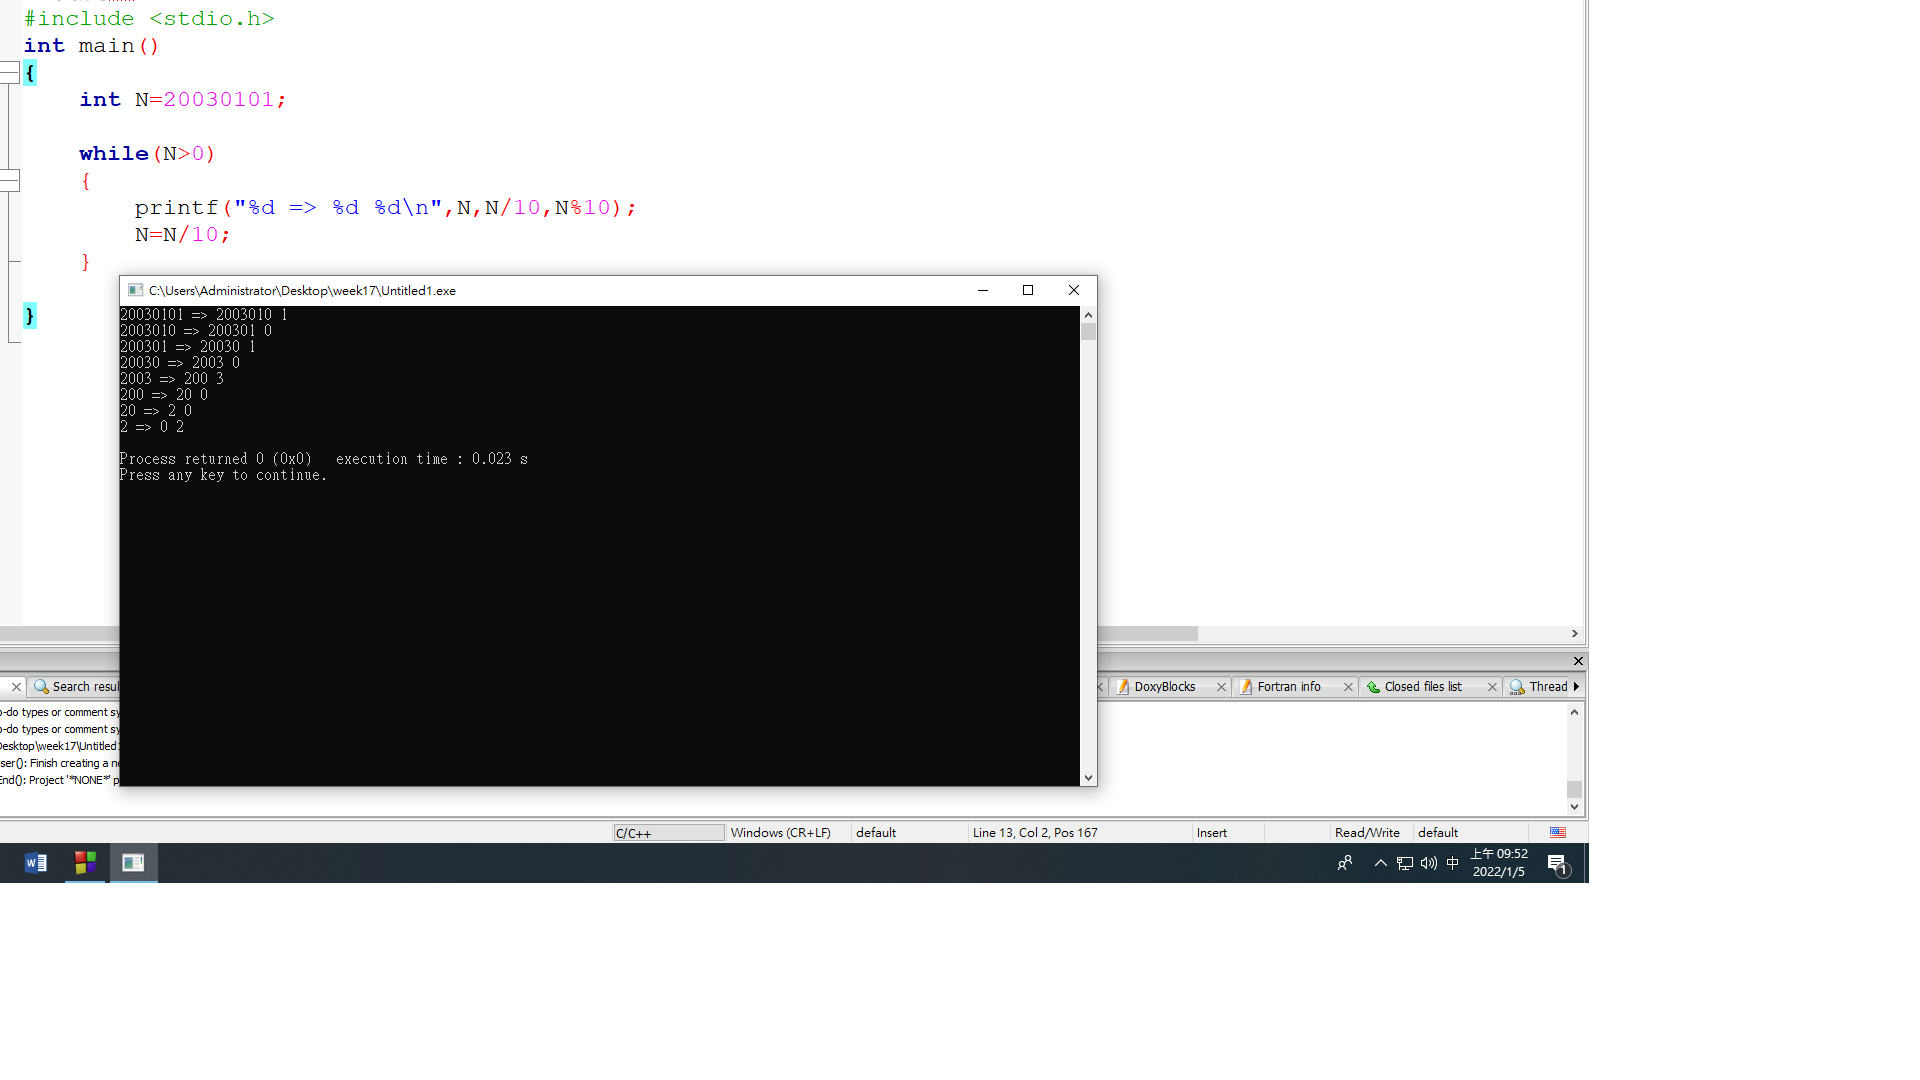 #include <stdio.h>
int main()
{
    int N=20030101;
    while(N>0)
    {
        printf("%d => %d %d\n",N,N/10,N%10);
        N=N/10;
    }
}
C:\Users\Administrator\Desktop\week17\Untitled1.exe
20030101 => 2003010 1
2003010 => 200301 0
200301 => 20030 1
20030 => 2003 0
2003 => 200 3
200 => 20 0
20 => 2 0
2 => 0 2
Process returned 0 (0x0)   execution time : 0.023 s
Press any key to continue.
Search resul DoxyBlocks Fortran info Closed files list Thread
o-do types or comment sy
o-do types or comment sy
Desktop\week17\Untitled1
ser(): Finish creating a ne
End(): Project '*NONE*' p
C/C++ Windows (CR+LF) default Line 13, Col 2, Pos 167 Insert Read/Write default
中 上午 09:52
2022/1/5
1